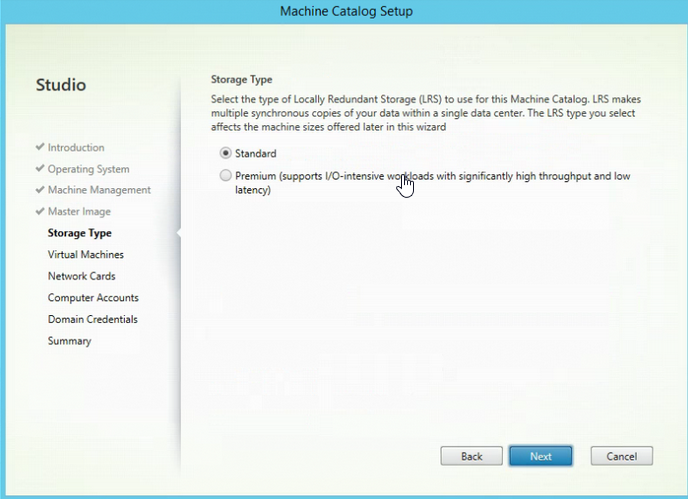 Machine Catalog Setup
Studio
✔ Introduction
✔ Operating System
✔ Machine Management
✔ Master Image
Storage Type
Virtual Machines
Network Cards
Computer Accounts
Domain Credentials
Summary
Storage Type
Select the type of Locally Redundant Storage (LRS) to use for this Machine Catalog. LRS makes
multiple synchronous copies of your data within a single data center. The LRS type you select
affects the machine sizes offered later in this wizard
Standard
Premium (supports I/O-intensive workloads with significantly high throughput and low
latency)
Back
Next
Cancel